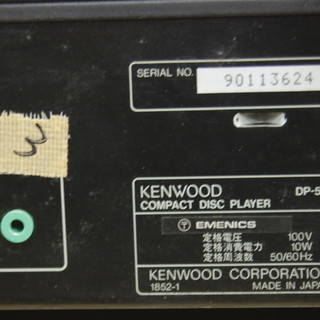 SERIAL NO. 90113624
3
KENWOOD DP-5
COMPACT DISC PLAYER
T EMENICS
定格電圧 100V
定格消費電力 10W
定格周波数 50/60Hz
KENWOOD CORPORATION
1852-1 MADE IN JAPA